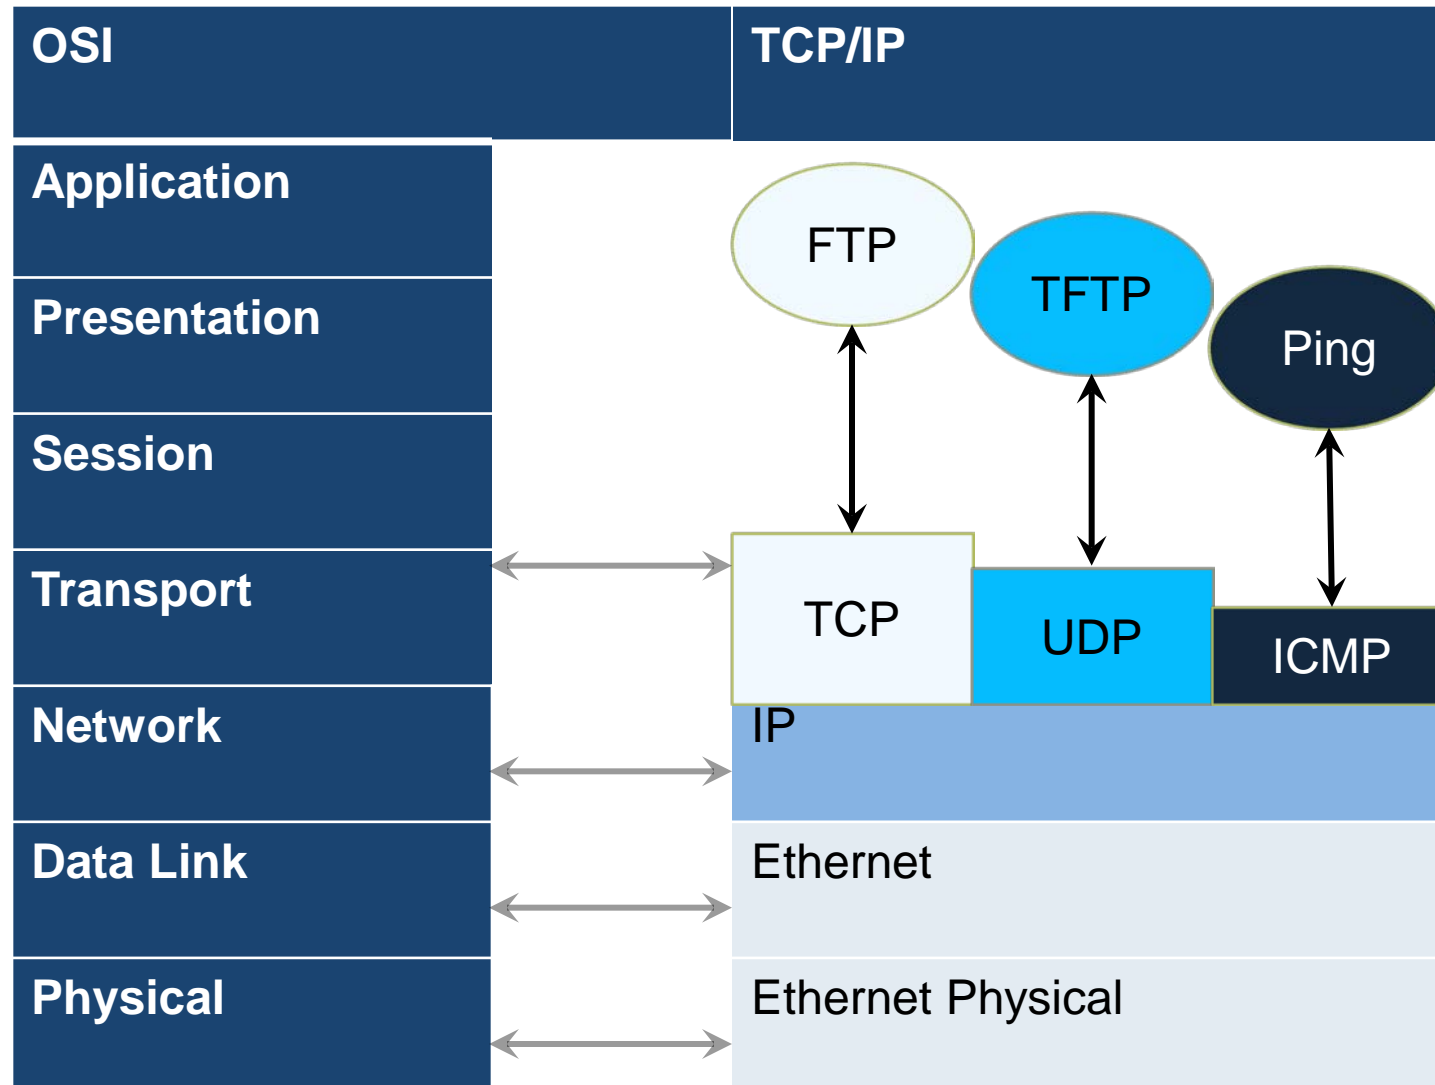 OSI
TCP/IP
Application
FTP
TFTP
Presentation
Ping
Session
Transport
TCP
UDP
ICMP
Network
IP
Data Link
Ethernet
Physical
Ethernet Physical